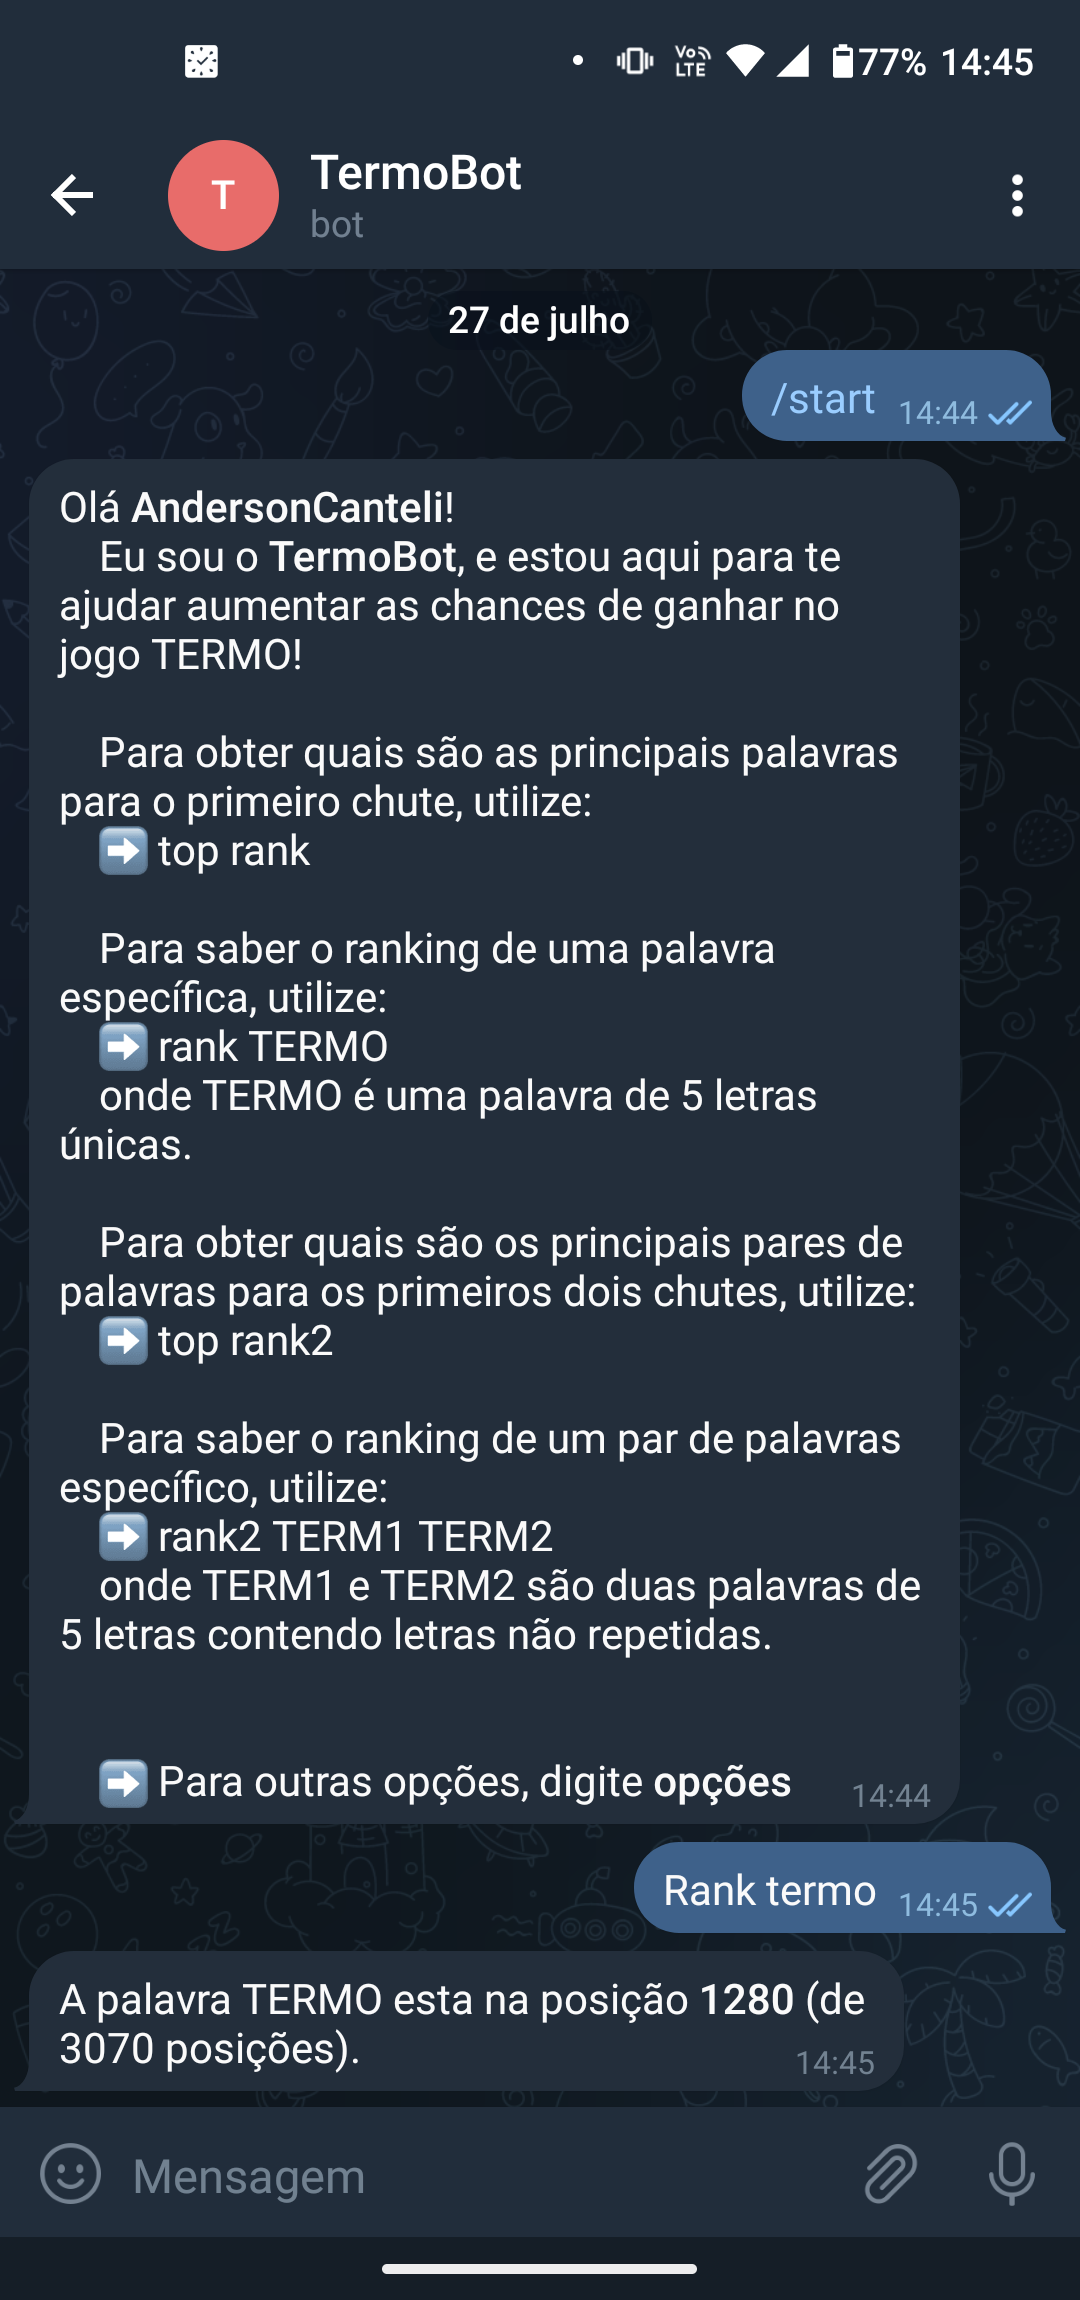 Vo))
LTE
77% 14:45
T
TermoBot
bot
27 de julho
/start 14:44
Olá AndersonCanteli!
Eu sou o TermoBot, e estou aqui para te
ajudar aumentar as chances de ganhar no
jogo TERMO!
Para obter quais são as principais palavras
para o primeiro chute, utilize:
➡ top rank
Para saber o ranking de uma palavra
específica, utilize:
➡ rank TERMO
onde TERMO é uma palavra de 5 letras
únicas.
Para obter quais são os principais pares de
palavras para os primeiros dois chutes, utilize:
➡ top rank2
Para saber o ranking de um par de palavras
específico, utilize:
➡ rank2 TERM1 TERM2
onde TERM1 e TERM2 são duas palavras de
5 letras contendo letras não repetidas.
➡ Para outras opções, digite opções 14:44
Rank termo 14:45
A palavra TERMO esta na posição 1280 (de
3070 posições). 14:45
Mensagem